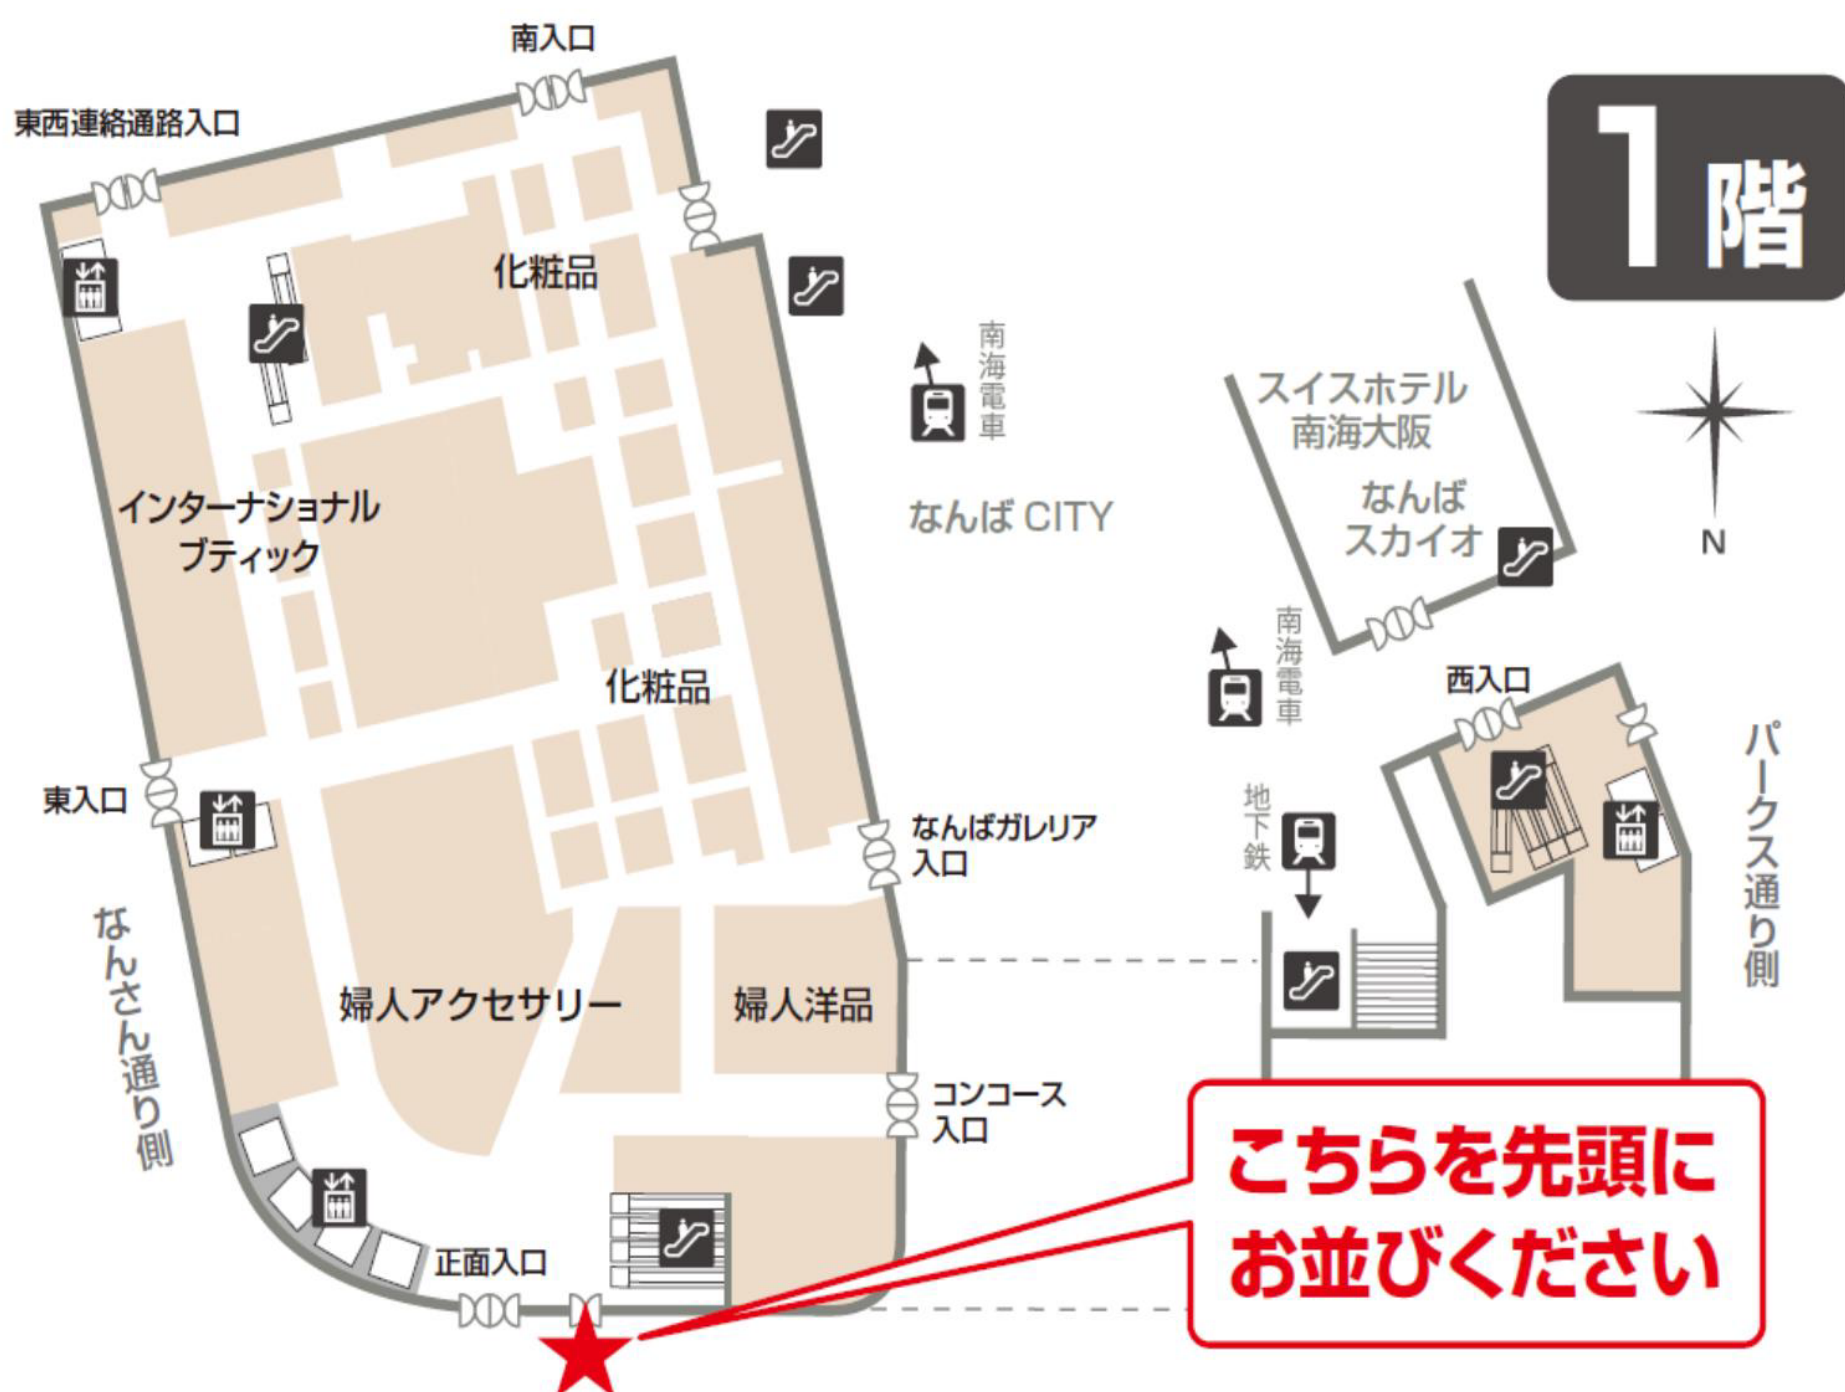 南入口
東西連絡通路入口
1階
化粧品
南海電車
スイスホテル
南海大阪
なんば
スカイオ
インターナショナル
ブティック
なんば CITY
N
南海電車
化粧品
西入口
東入口
パークス通り側
地下鉄
なんばガレリア
入口
なんさん通り側
婦人アクセサリー
婦人洋品
コンコース
入口
こちらを先頭に
お並びください
正面入口